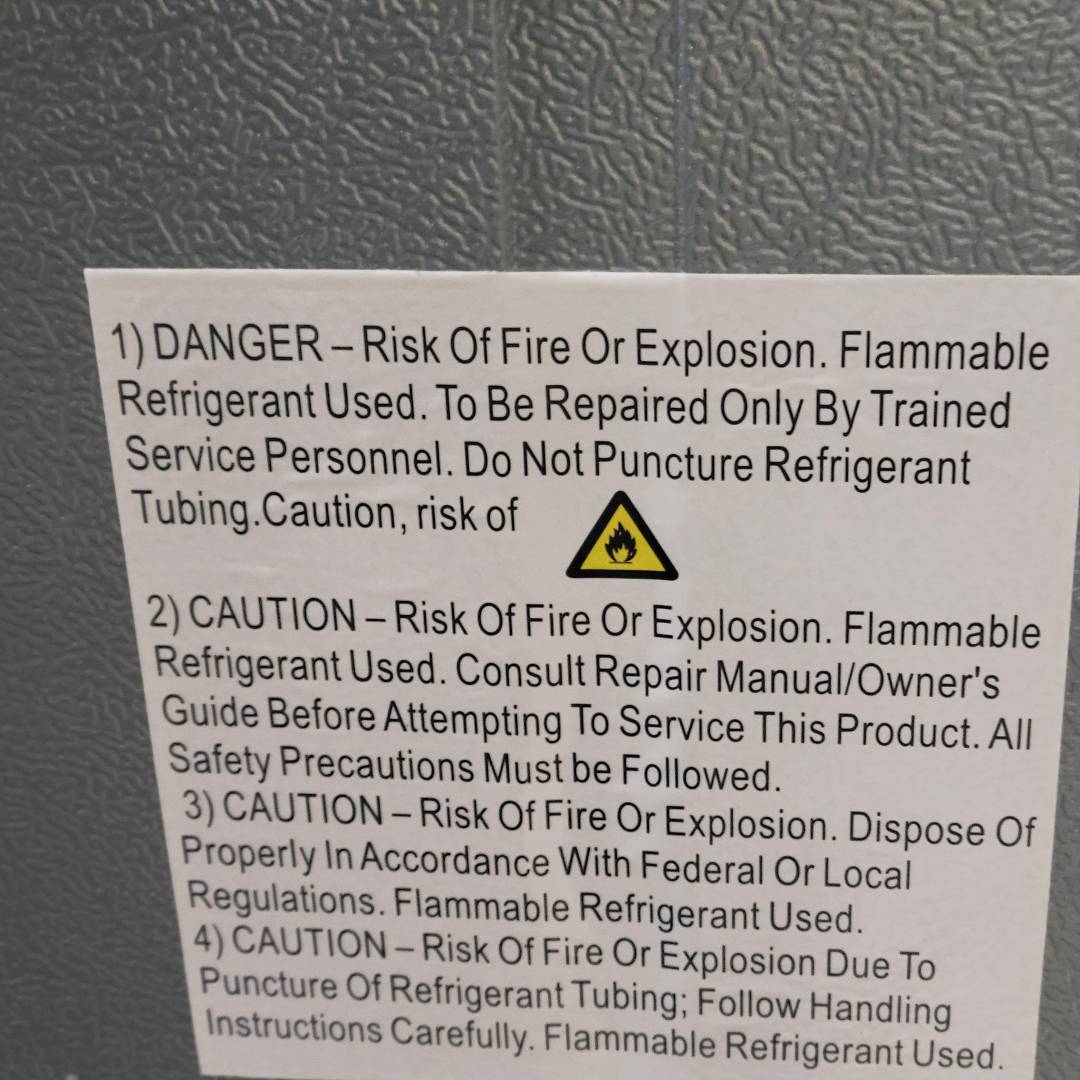 1) DANGER – Risk Of Fire Or Explosion. Flammable
Refrigerant Used. To Be Repaired Only By Trained
Service Personnel. Do Not Puncture Refrigerant
Tubing.Caution, risk of
2) CAUTION – Risk Of Fire Or Explosion. Flammable
Refrigerant Used. Consult Repair Manual/Owner's
Guide Before Attempting To Service This Product. All
Safety Precautions Must be Followed.
3) CAUTION – Risk Of Fire Or Explosion. Dispose Of
Properly In Accordance With Federal Or Local
Regulations. Flammable Refrigerant Used.
4) CAUTION – Risk Of Fire Or Explosion Due To
Puncture Of Refrigerant Tubing; Follow Handling
Instructions Carefully. Flammable Refrigerant Used.